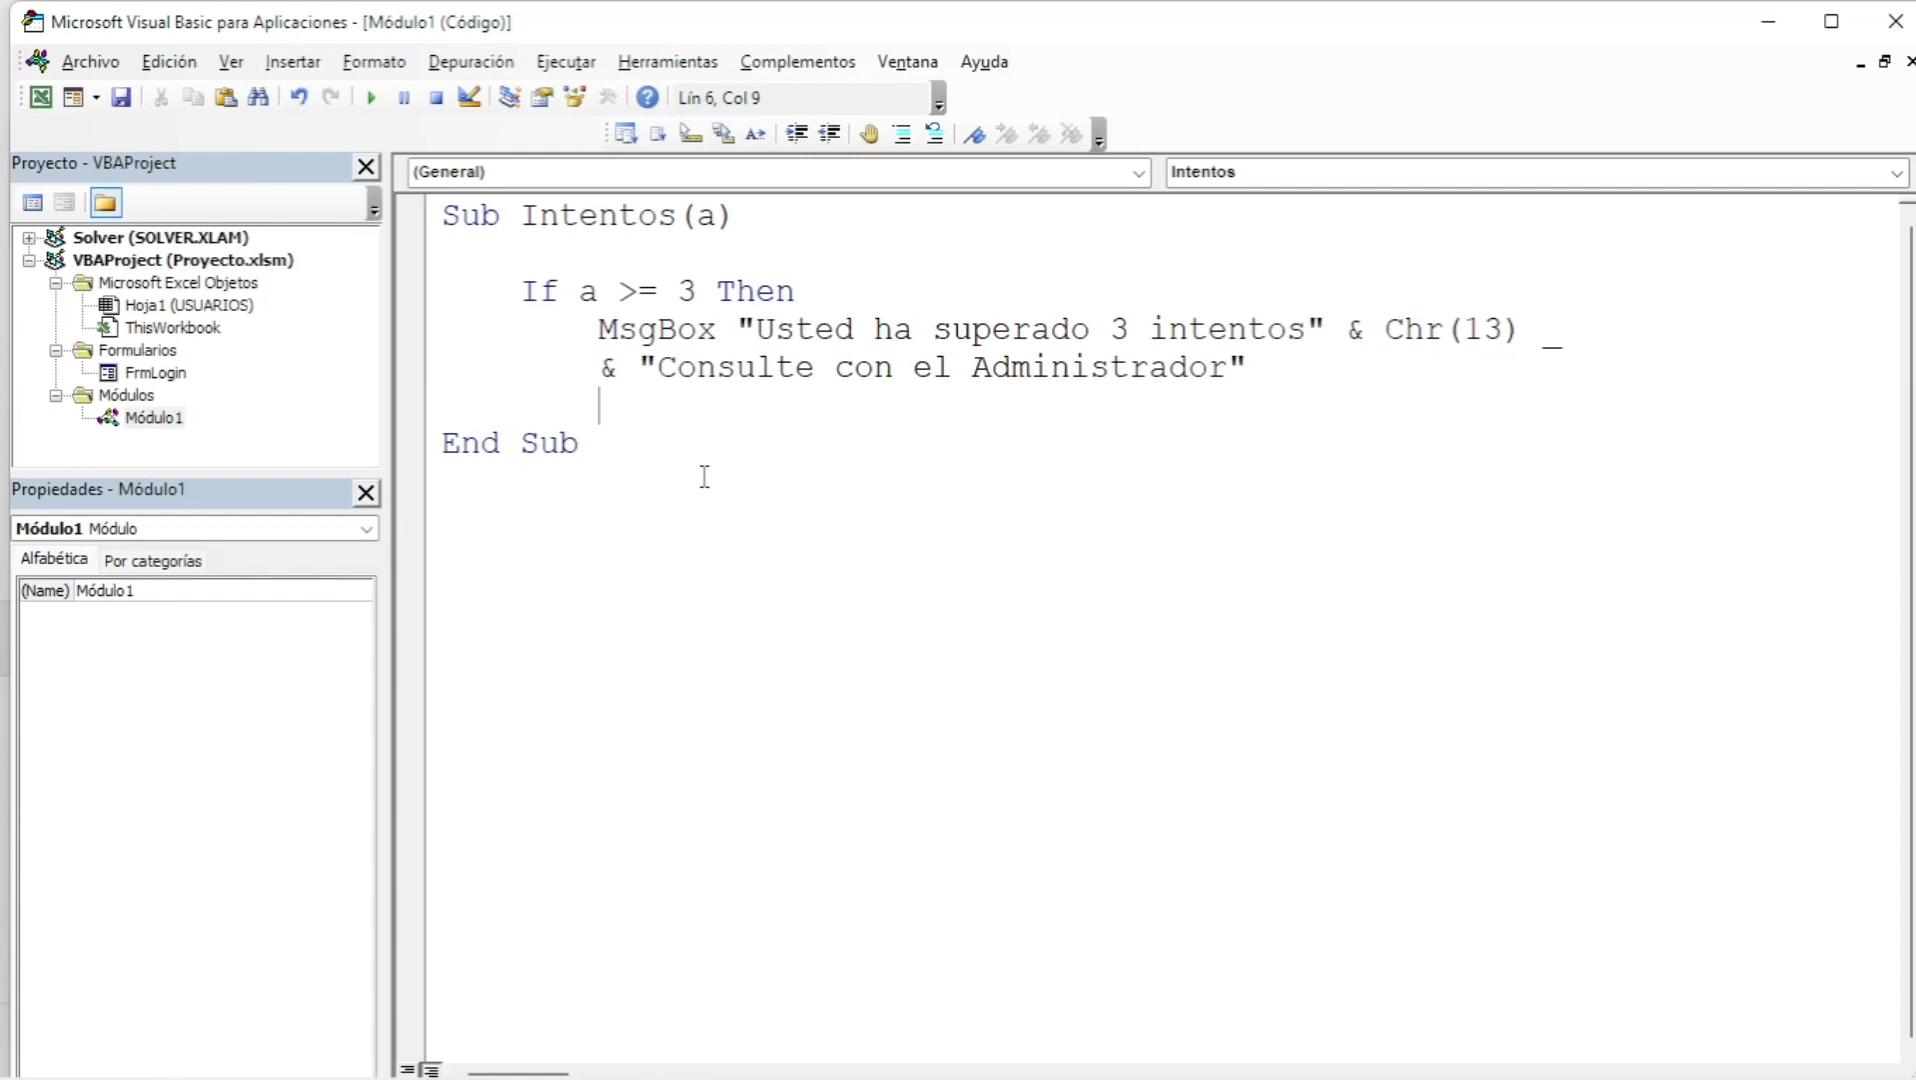 Microsoft Visual Basic para Aplicaciones - [Módulo1 (Código)]
Archivo Edición Ver Insertar Formato Depuración Ejecutar Herramientas Complementos Ventana Ayuda
Lín 6, Col 9
Proyecto - VBAProject
Solver (SOLVER.XLAM)
VBAProject (Proyecto.xlsm)
Microsoft Excel Objetos
Hoja1 (USUARIOS)
ThisWorkbook
Formularios
FrmLogin
Módulos
Módulo1
Propiedades - Módulo1
Módulo1 Módulo
Alfabética Por categorías
(Name) Módulo1
(General) Intentos
Sub Intentos(a)
If a >= 3 Then
MsgBox "Usted ha superado 3 intentos" & Chr(13) _
& "Consulte con el Administrador"
End Sub